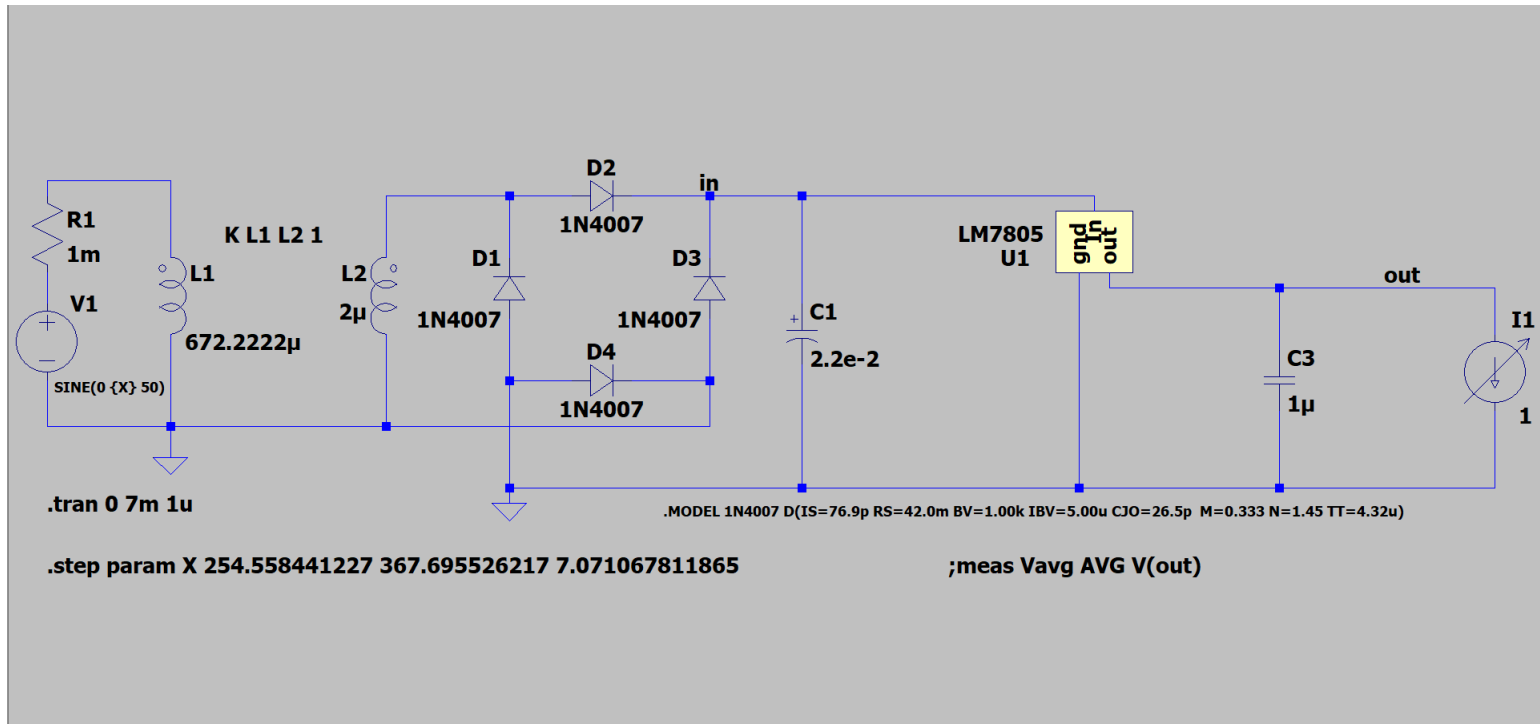 D2
in
1N4007
R1
1m
K L1 L2 1
L1
672.2222µ
L2
2µ
D1
1N4007
D3
1N4007
V1
SINE(0 {X} 50)
D4
1N4007
C1
2.2e-2
LM7805
U1
gnd
In
out
out
I1
1
C3
1µ
.tran 0 7m 1u
.MODEL 1N4007 D(IS=76.9p RS=42.0m BV=1.00k IBV=5.00u CJO=26.5p M=0.333 N=1.45 TT=4.32u)
.step param X 254.558441227 367.695526217 7.071067811865
;meas Vavg AVG V(out)